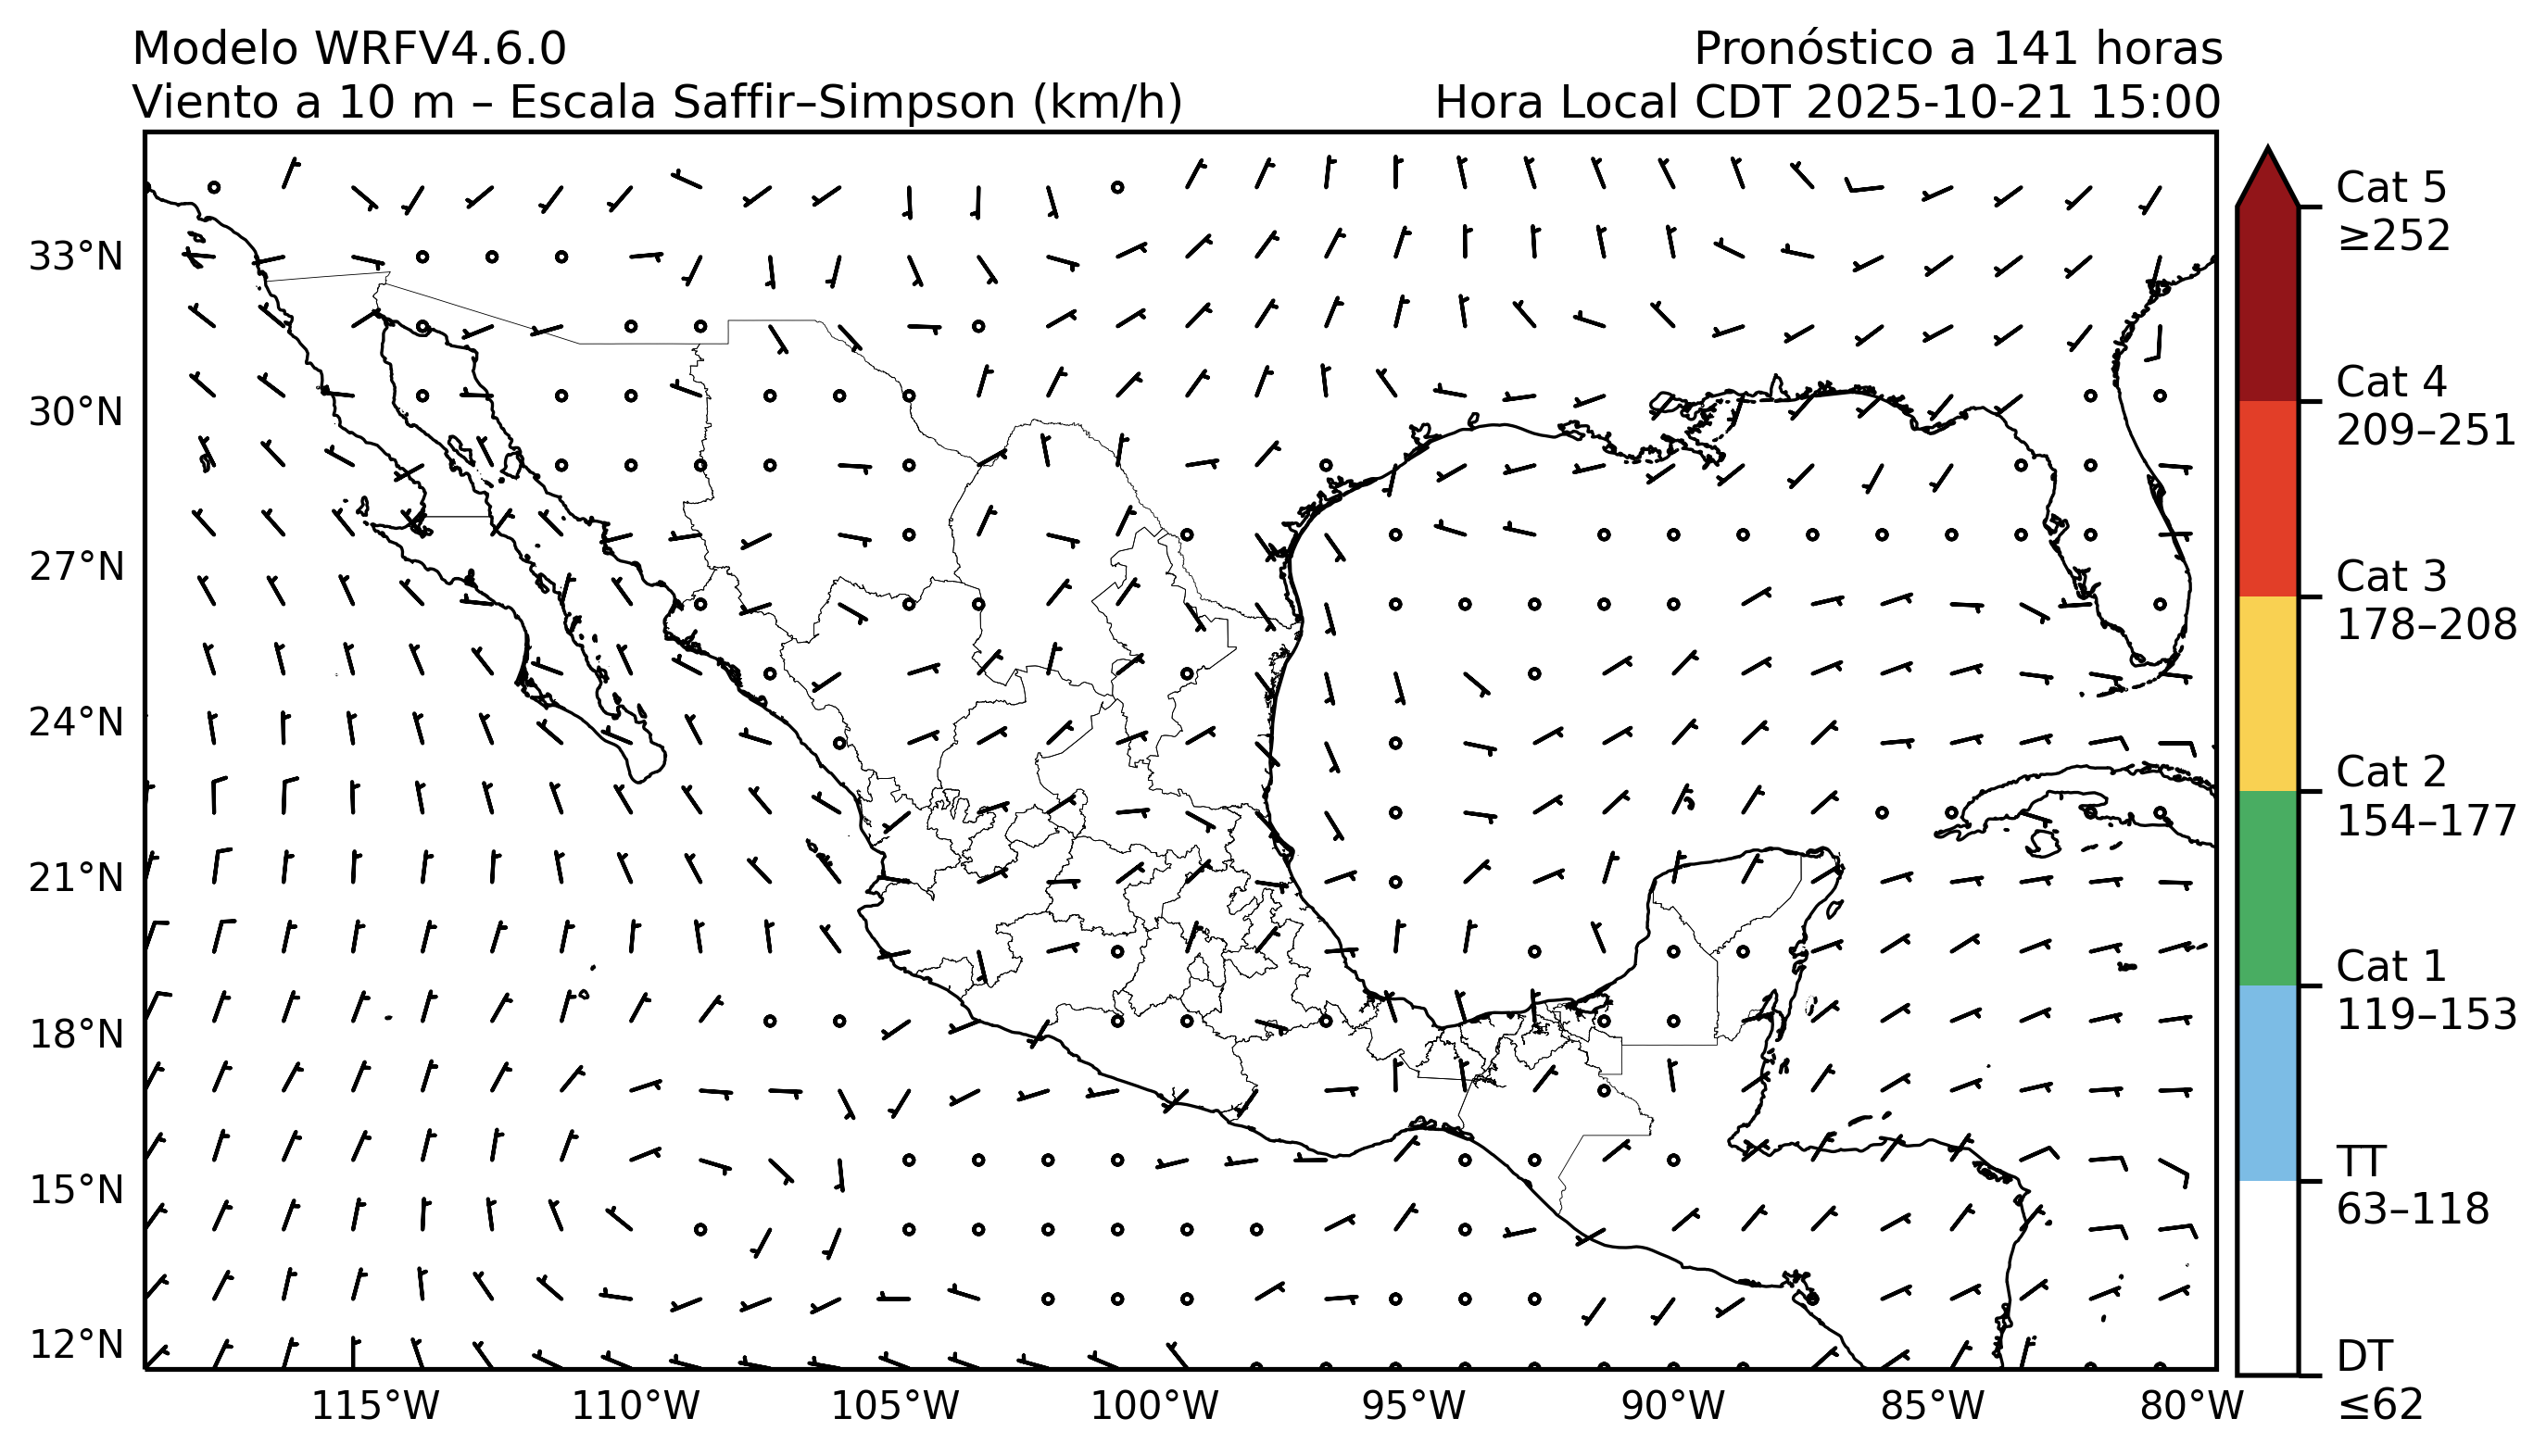 Modelo WRFV4.6.0
Pronóstico a 141 horas
Viento a 10 m – Escala Saffir–Simpson (km/h)
Hora Local CDT 2025-10-21 15:00
33°N
30°N
27°N
24°N
21°N
18°N
15°N
12°N
115°W
110°W
105°W
100°W
95°W
90°W
85°W
80°W
Cat 5
≥252
Cat 4
209–251
Cat 3
178–208
Cat 2
154–177
Cat 1
119–153
TT
63–118
DT
≤62